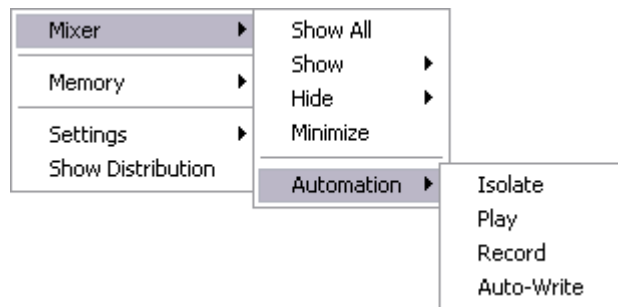 Mixer
Memory
Settings
Show Distribution
Show All
Show
Hide
Minimize
Automation
Isolate
Play
Record
Auto-Write